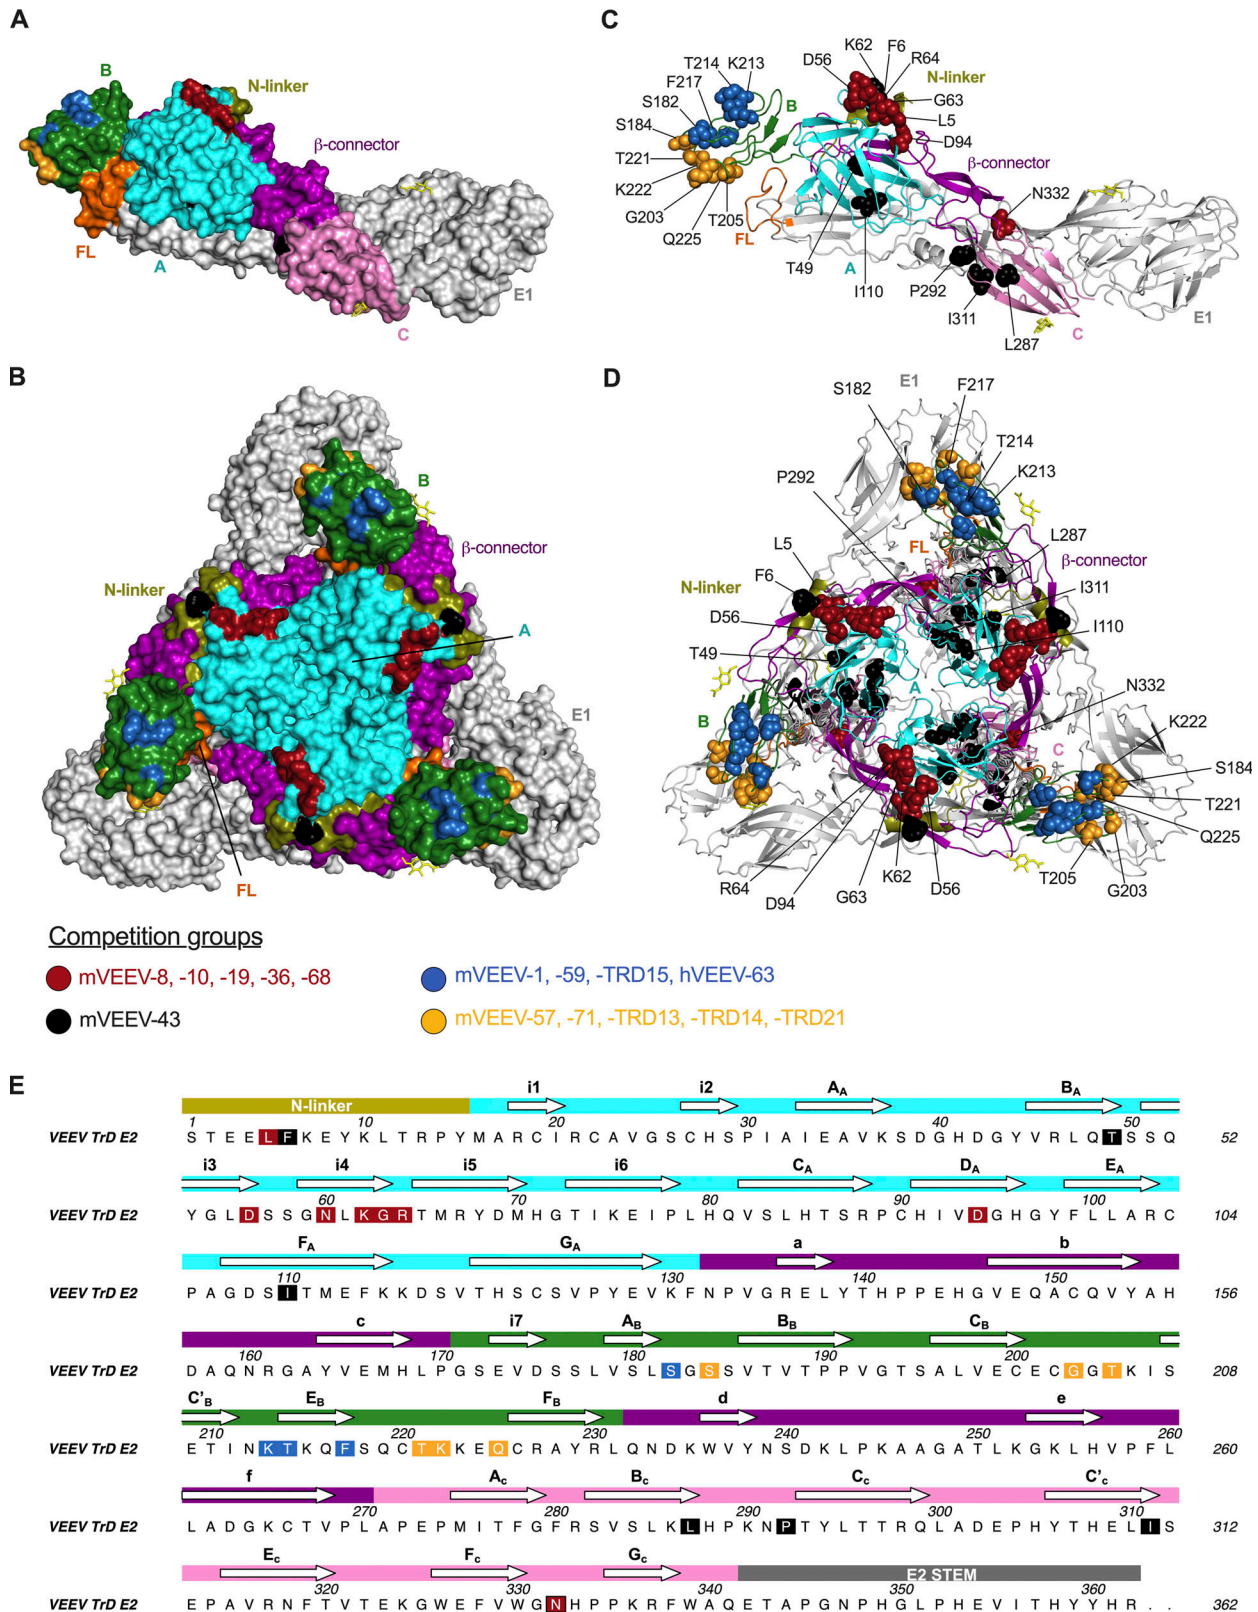 A
B
N-linker
β-connector
FL
A
E1
C
C
K62
F6
D56
R64
T214
K213
N-linker
F217
G63
S182
B
L5
S184
D94
T221
β-connector
K222
N332
G203
T205
Q225
FL
T49
A
I110
P292
I311
L287
C
E1
B
B
β-connector
N-linker
A
E1
FL
D
E1
S182
F217
T214
P292
K213
L5
FL
L287
N-linker
β-connector
F6
I311
D56
I110
T49
A
N332
B
C
K222
S184
T221
Q225
R64
K62
T205
G63
D56
G203
D94
Competition groups
mVEEV-8, -10, -19, -36, -68
mVEEV-1, -59, -TRD15, hVEEV-63
mVEEV-43
mVEEV-57, -71, -TRD13, -TRD14, -TRD21
E
i1 i2 AA BA
N-linker
1 10 20 30 40 50
VEEV TrD E2 S T E E L F K E Y K L T R P Y M A R C I R C A V G S C H S P I A I E A V K S D G H D G Y V R L Q T S S Q 52
i3 i4 i5 i6 CA DA EA
60 70 80 90 100
VEEV TrD E2 Y G L D S S G N L K G R T M R Y D M H G T I K E I P L H Q V S L H T S R P C H I V D G H G Y F L L A R C 104
FA GA a b
110 130 140 150
VEEV TrD E2 P A G D S I T M E F K K D S V T H S C S V P Y E V K F N P V G R E L Y T H P P E H G V E Q A C Q V Y A H 156
c i7 AB BB CB
160 170 180 190 200
VEEV TrD E2 D A Q N R G A Y V E M H L P G S E V D S S L V S L S G S S V T V T P P V G T S A L V E C E C G G T K I S 208
C'B EB FB d e
210 220 230 240 250 260
VEEV TrD E2 E T I N K T K Q F S Q C T K K E Q C R A Y R L Q N D K W V Y N S D K L P K A A G A T L K G K L H V P F L 260
f Ac Bc Cc C'c
270 280 290 300 310
VEEV TrD E2 L A D G K C T V P L A P E P M I T F G F R S V S L K L H P K N P T Y L T T R Q L A D E P H Y T H E L I S 312
Ec Fc Gc
E2 STEM
320 330 340 350 360
VEEV TrD E2 E P A V R N F T V T E K G W E F V W G N H P P K R F W A Q E T A P G N P H G L P H E V I T H Y Y H R . . 362